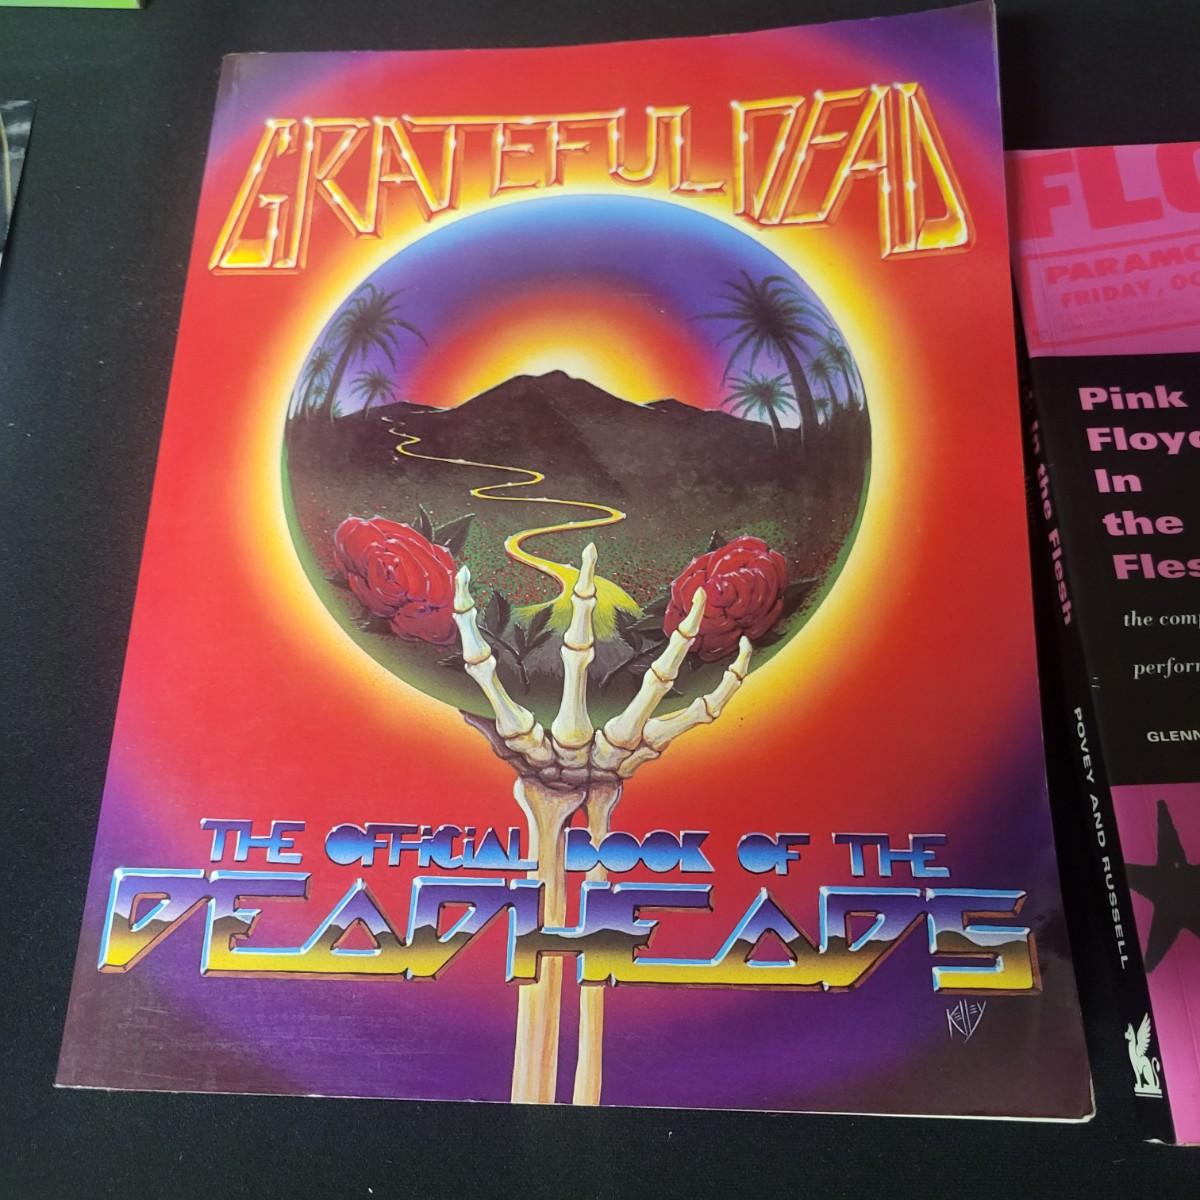 GRATEFUL DEAD
THE OFFiCiAL BOOK OF THE
DEADHEADS
KELLEY
FLO
PARAMO
FRIDAY, OC
Pink
Floyd
In
the
Fles
the comp
perform
GLENN
In the Flesh
POVEY AND RUSSELL